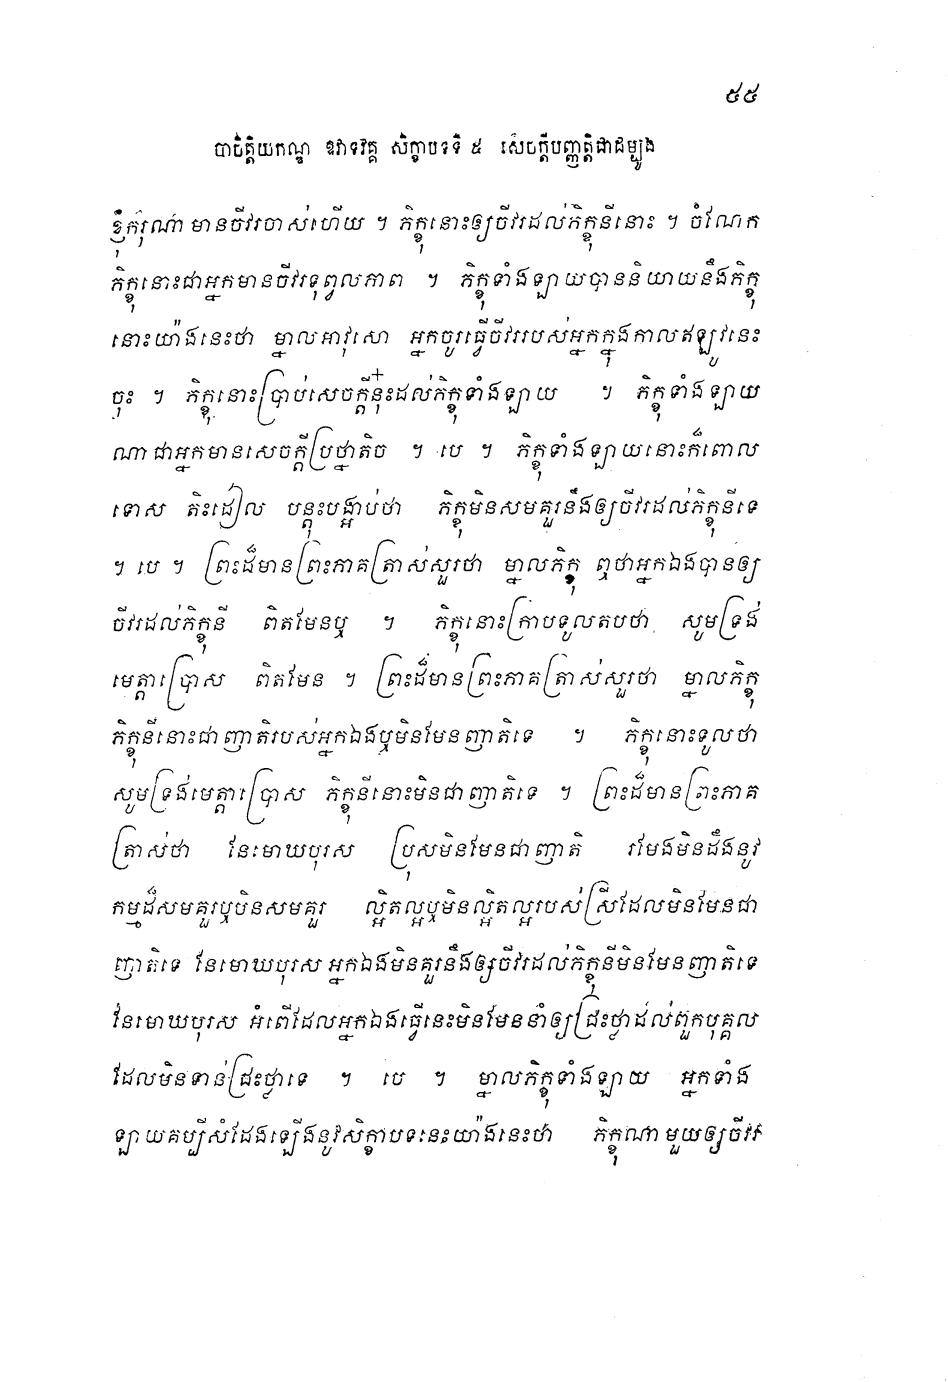 ៥៥
បាចិត្តិយកណ្ឌ ឱវាទវគ្គ សិក្ខាបទទី ៥ សេចក្តីបញ្ញត្តិជាដម្បូង
ខ្ញុំករុណា មានចីវរចាស់ហើយ ។ ភិក្ខុនោះឲ្យចីវរដល់ភិក្ខុនីនោះ ។ ចំណែក
ភិក្ខុនោះជាអ្នកមានចីវរទុព្វលភាព ។ ភិក្ខុទាំងឡាយបាននិយាយនឹងភិក្ខុ
នោះយ៉ាងនេះថា ម្នាលអាវុសោ អ្នកចូរធ្វើចីវររបស់អ្នកក្នុងកាលឥឡូវនេះ
ចុះ ។ ភិក្ខុនោះប្រាប់សេចក្តីនុ៎ះដល់ភិក្ខុទាំងឡាយ ។ ភិក្ខុទាំងឡាយ
ណាជាអ្នកមានសេចក្តីប្រថ្នាតិច ។ បេ ។ ភិក្ខុទាំងឡាយនោះក៏ពោល
ទោស តិះដៀល បន្តុះបង្អាប់ថា ភិក្ខុមិនសមគួរនឹងឲ្យចីវរដល់ភិក្ខុនីទេ
។ បេ ។ ព្រះដ៏មានព្រះភាគត្រាស់សួរថា ម្នាលភិក្ខុ ឮថាអ្នកឯងបានឲ្យ
ចីវរដល់ភិក្ខុនី ពិតមែនឬ ។ ភិក្ខុនោះក្រាបទូលតបថា សូមទ្រង់
មេត្តាប្រោស ពិតមែន ។ ព្រះដ៏មានព្រះភាគត្រាស់សួរថា ម្នាលភិក្ខុ
ភិក្ខុនីនោះជាញាតិរបស់អ្នកឯងឬមិនមែនញាតិទេ ។ ភិក្ខុនោះទូលថា
សូមទ្រង់មេត្តាប្រោស ភិក្ខុនីនោះមិនជាញាតិទេ ។ ព្រះដ៏មានព្រះភាគ
ត្រាស់ថា នែមោឃបុរស ប្រុសមិនមែនជាញាតិ រមែងមិនដឹងនូវ
កម្មដ៏សមគួរឬមិនសមគួរ ល្អិតល្អឬមិនល្អិតល្អរបស់ស្រីដែលមិនមែនជា
ញាតិទេ នែមោឃបុរស អ្នកឯងមិនគួរនឹងឲ្យចីវរដល់ភិក្ខុនីមិនមែនញាតិទេ
នែមោឃបុរស អំពើដែលអ្នកឯងធ្វើនេះមិនមែននាំឲ្យជ្រះថ្លាដល់ពួកបុគ្គល
ដែលមិនទាន់ជ្រះថ្លាទេ ។ បេ ។ ម្នាលភិក្ខុទាំងឡាយ អ្នកទាំង
ឡាយគប្បីសំដែងឡើងនូវសិក្ខាបទនេះយ៉ាងនេះថា ភិក្ខុណាមួយឲ្យចីវរ